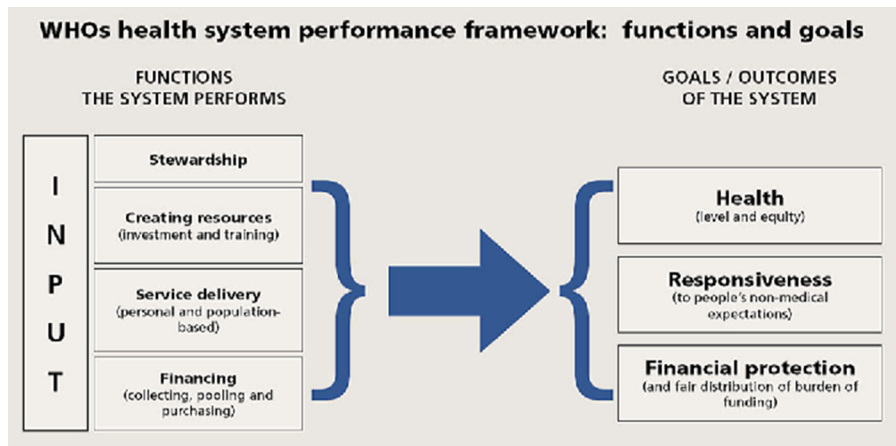 WHOs health system performance framework: functions and goals
FUNCTIONS
THE SYSTEM PERFORMS
INPUT
Stewardship
Creating resources
(investment and training)
Service delivery
(personal and population-
based)
Financing
(collecting, pooling and
purchasing)
GOALS / OUTCOMES
OF THE SYSTEM
Health
(level and equity)
Responsiveness
(to people's non-medical
expectations)
Financial protection
(and fair distribution of burden of
funding)